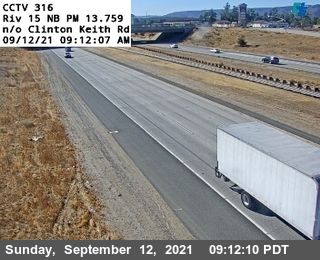 CCTV 316
Riv 15 NB PM 13.759
n/o Clinton Keith Rd
09/12/21 09:12:07 AM
Sunday, September 12, 2021 09:12:10 PDT